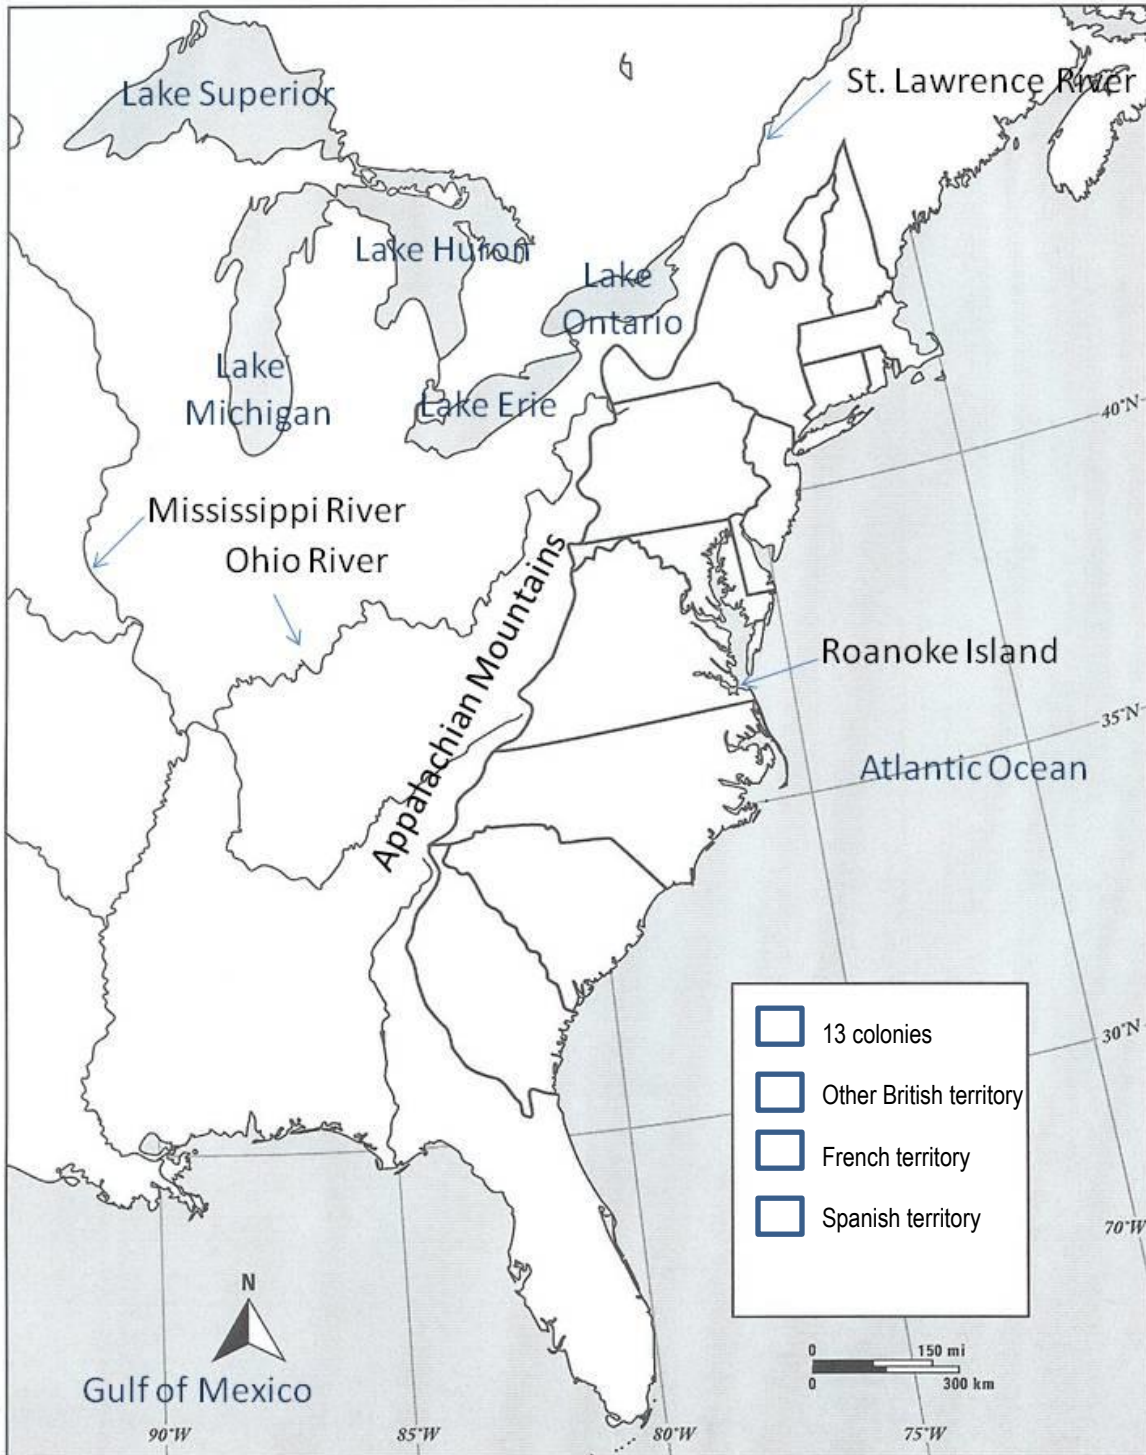 St. Lawrence River
Lake Superior
Lake Huron
Lake
Ontario
Lake
Michigan
Lake Erie
40°N
Mississippi River
Ohio River
Appalachian Mountains
Roanoke Island
35°N
Atlantic Ocean
13 colonies
Other British territory
French territory
Spanish territory
30°N
70°W
N
0 150 mi
0 300 km
Gulf of Mexico
90°W 85°W 80°W 75°W